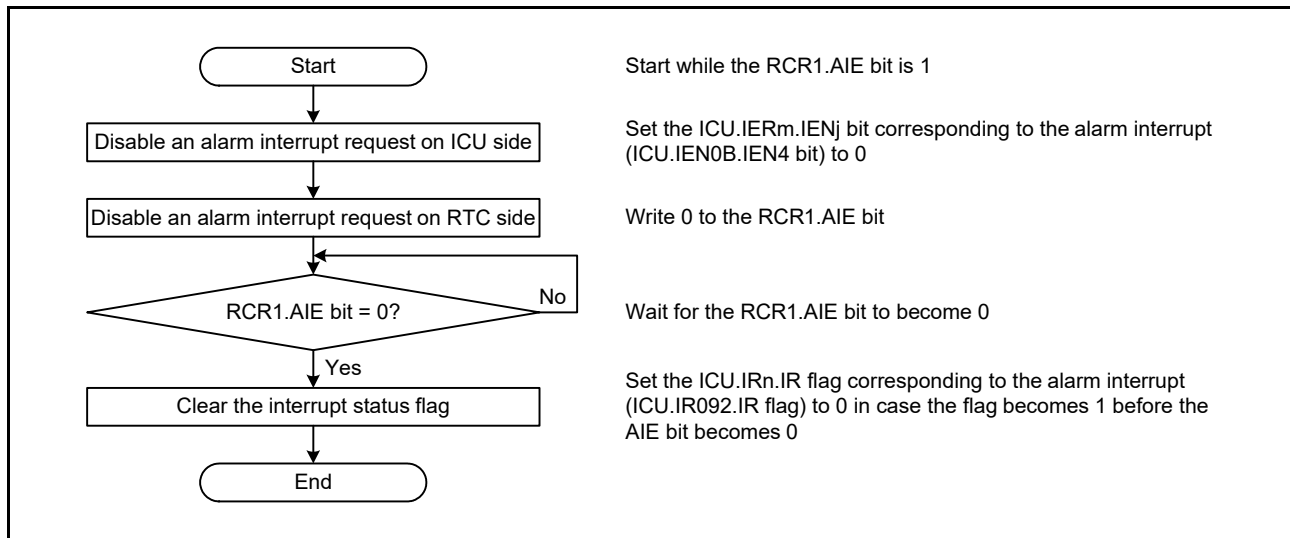 Start
Start while the RCR1.AIE bit is 1
Disable an alarm interrupt request on ICU side
Set the ICU.IERm.IENj bit corresponding to the alarm interrupt
(ICU.IEN0B.IEN4 bit) to 0
Disable an alarm interrupt request on RTC side
Write 0 to the RCR1.AIE bit
No
RCR1.AIE bit = 0?
Wait for the RCR1.AIE bit to become 0
Yes
Clear the interrupt status flag
Set the ICU.IRn.IR flag corresponding to the alarm interrupt
(ICU.IR092.IR flag) to 0 in case the flag becomes 1 before the
AIE bit becomes 0
End